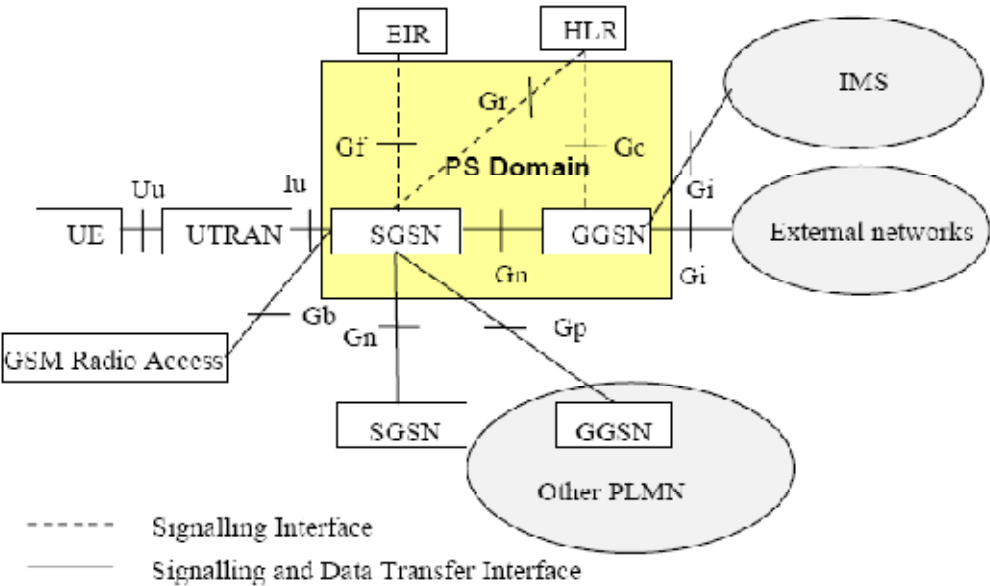 EIR
HLR
IMS
Gr
Gf
PS Domain
Gc
Uu
Iu
Gi
UE
UTRAN
SGSN
GGSN
External networks
Gn
Gi
Gb
Gn
Gp
GSM Radio Access
SGSN
GGSN
Other PLMN
Signalling Interface
Signalling and Data Transfer Interface